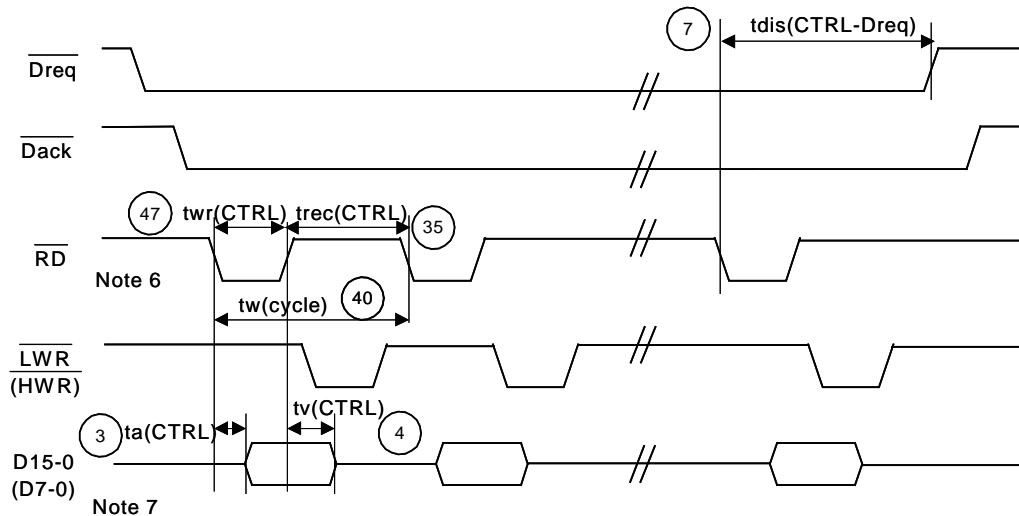 7 tdis(CTRL-Dreq)
Dreq
Dack
47 twr(CTRL) trec(CTRL) 35
RD
Note 6
tw(cycle) 40
LWR
(HWR)
tv(CTRL)
3 ta(CTRL) 4
D15-0
(D7-0)
Note 7